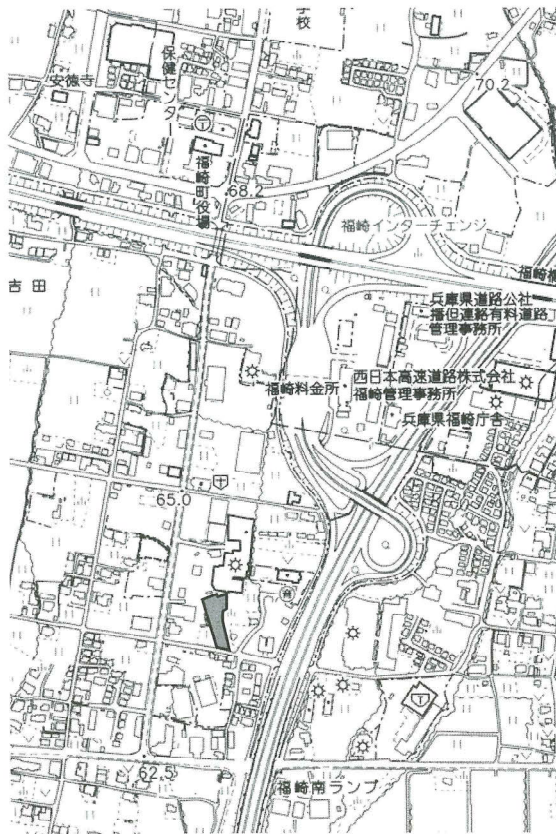 学校
保健センター
安徳寺
70.2
福崎町役場
68.2
福崎インターチェンジ
福崎橋
吉田
兵庫県道路公社
播但連絡有料道路
管理事務所
西日本高速道路株式会社
福崎管理事務所
福崎料金所
兵庫県福崎庁舎
65.0
62.5
福崎南ランプ